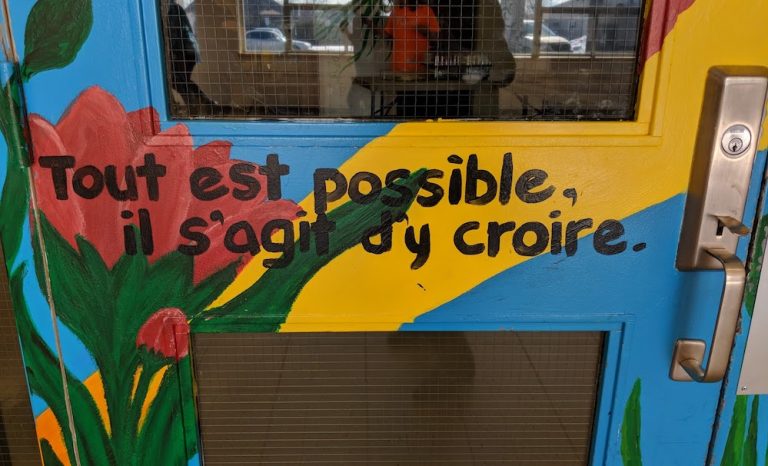 Tout est possible,
il s'agit d'y croire.